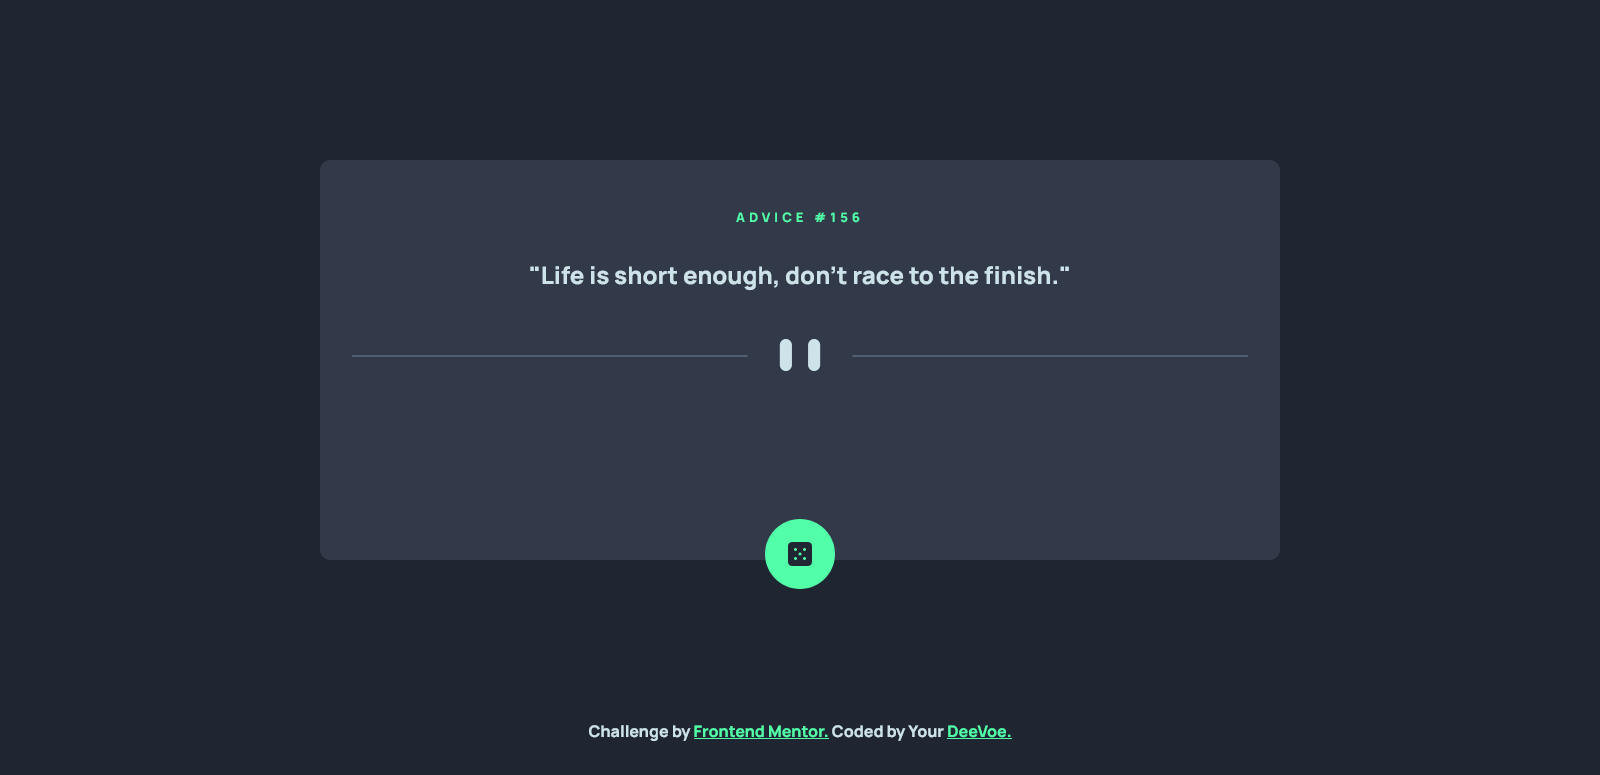 ADVICE #156
"Life is short enough, don't race to the finish."
Challenge by Frontend Mentor. Coded by Your DeeVoe.